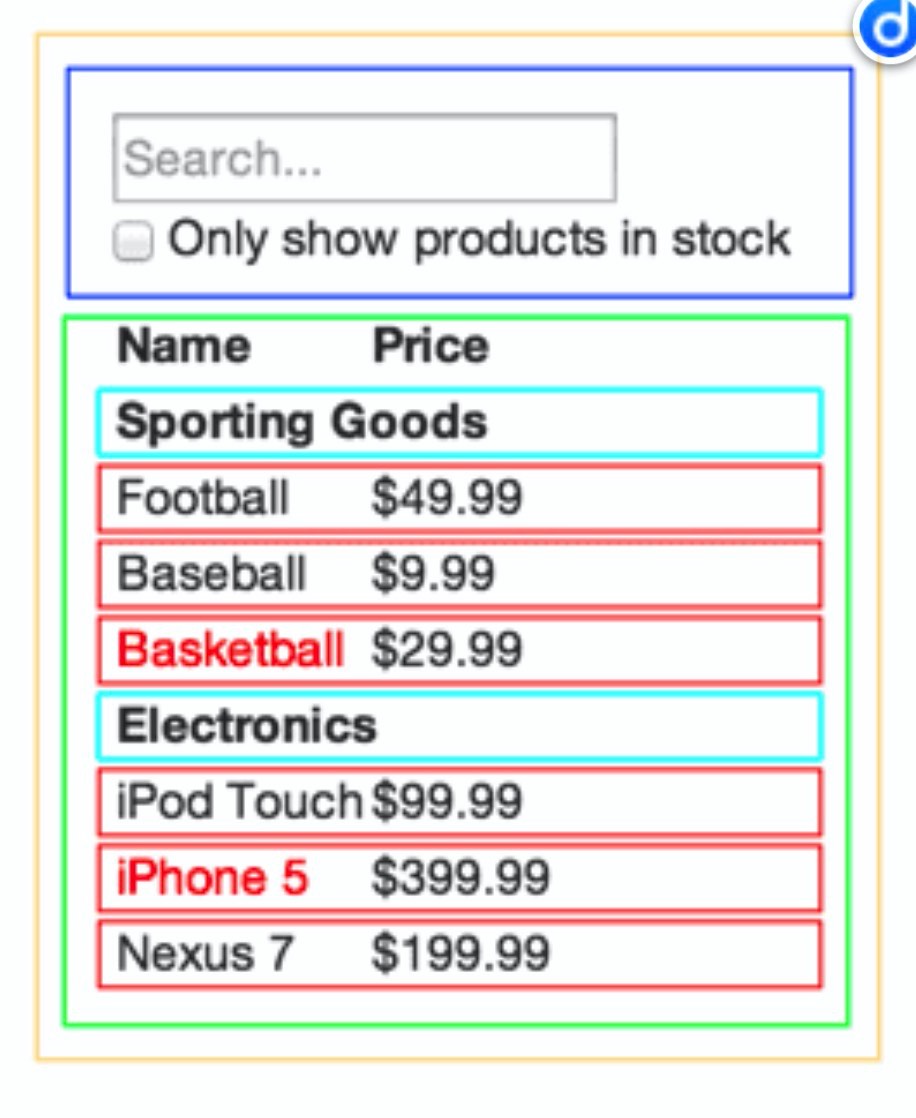 d
Search...
Only show products in stock
Name Price
Sporting Goods
Football $49.99
Baseball $9.99
Basketball $29.99
Electronics
iPod Touch $99.99
iPhone 5 $399.99
Nexus 7 $199.99